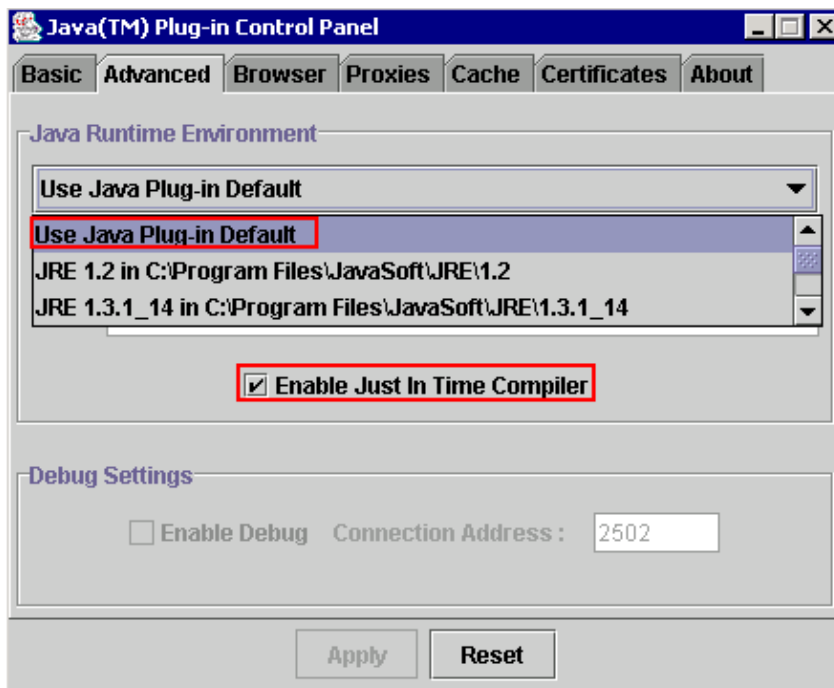 Java(TM) Plug-in Control Panel
Basic Advanced Browser Proxies Cache Certificates About
Java Runtime Environment
Use Java Plug-in Default
Use Java Plug-in Default
JRE 1.2 in C:\Program Files\JavaSoft\JRE\1.2
JRE 1.3.1_14 in C:\Program Files\JavaSoft\JRE\1.3.1_14
Enable Just In Time Compiler
Debug Settings
Enable Debug Connection Address : 2502
Apply Reset